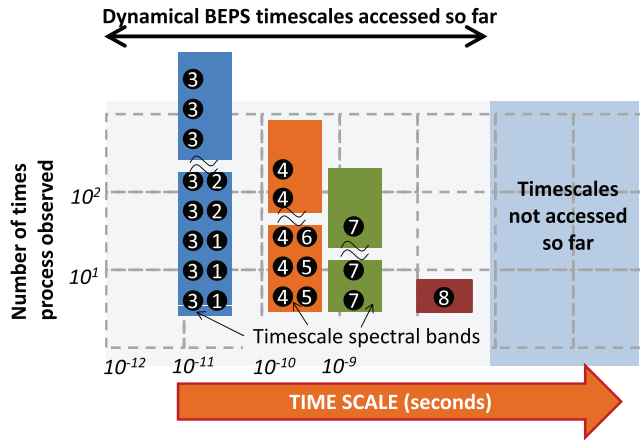 Dynamical BEPS timescales accessed so far
3
3
3
3 2
3 2
3 1
3 1
3 1
4
4
4 6
4 5
4 5
7
7
7
8
Timescales
not accessed
so far
Number of times
process observed
10^2
10^1
Timescale spectral bands
10^-12 10^-11 10^-10 10^-9
TIME SCALE (seconds)